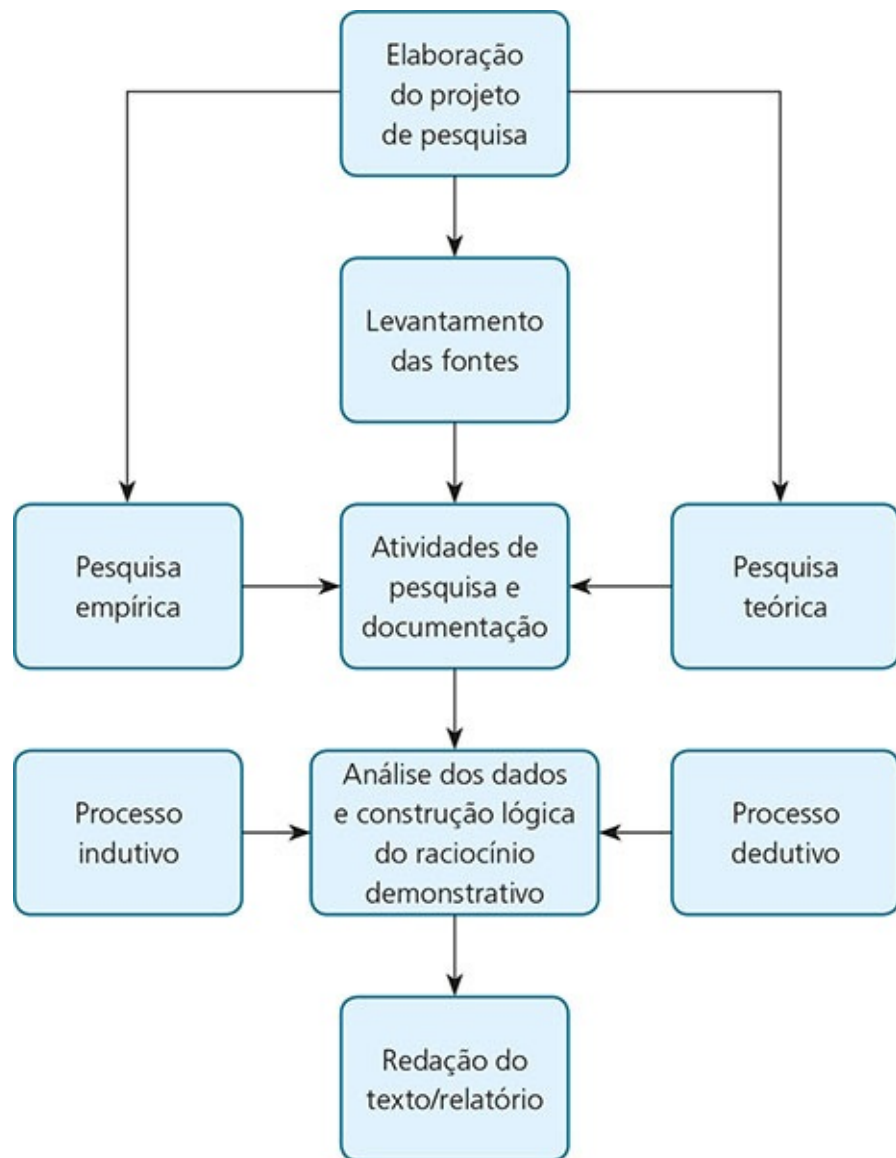 Elaboração
do projeto
de pesquisa
Levantamento
das fontes
Pesquisa
empírica
Atividades de
pesquisa e
documentação
Pesquisa
teórica
Processo
indutivo
Análise dos dados
e construção lógica
do raciocínio
demonstrativo
Processo
dedutivo
Redação do
texto/relatório